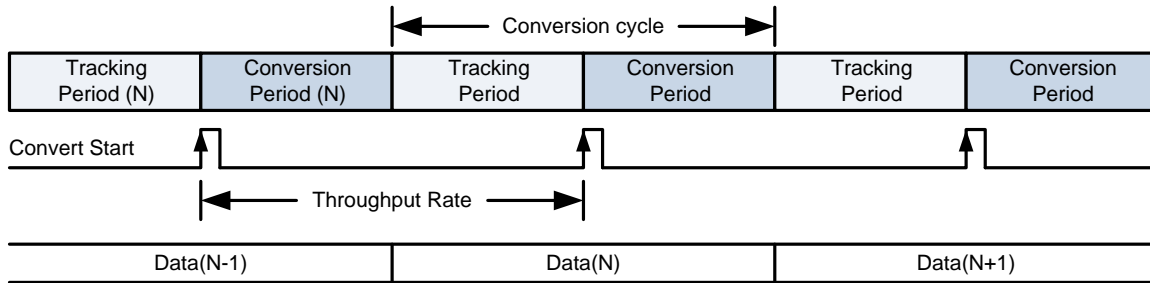 Conversion cycle
Tracking
Period (N)
Conversion
Period (N)
Tracking
Period
Conversion
Period
Tracking
Period
Conversion
Period
Convert Start
Throughput Rate
Data(N-1)
Data(N)
Data(N+1)